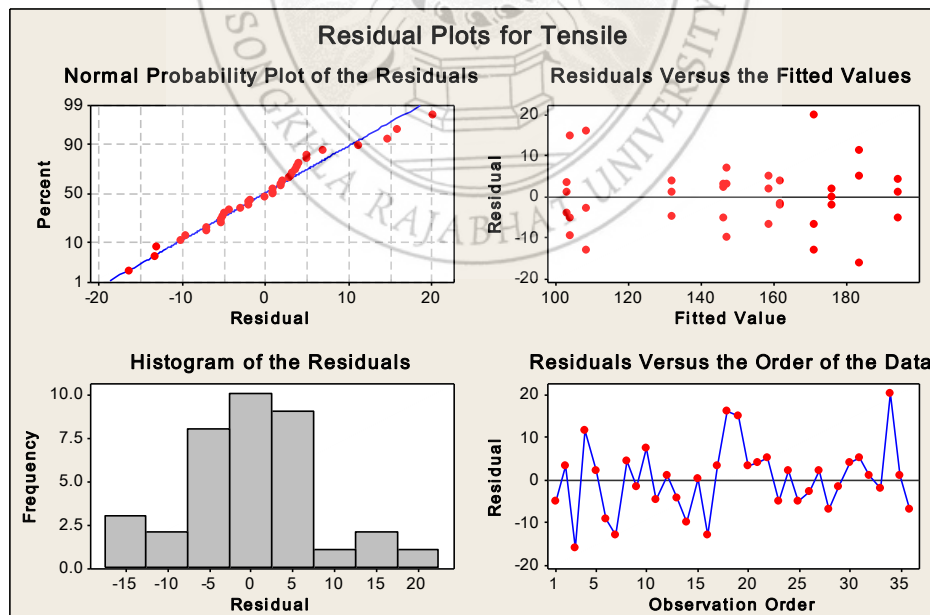 Residual Plots for Tensile
Normal Probability Plot of the Residuals
99
90
50
10
1
Percent
-20 -10 0 10 20
Residual
Residuals Versus the Fitted Values
20
10
0
-10
-20
Residual
100 120 140 160 180
Fitted Value
Histogram of the Residuals
10.0
7.5
5.0
2.5
0.0
Frequency
-15 -10 -5 0 5 10 15 20
Residual
Residuals Versus the Order of the Data
20
10
0
-10
-20
Residual
1 5 10 15 20 25 30 35
Observation Order
SONGKHLA RAJABHAT UNIVERSITY